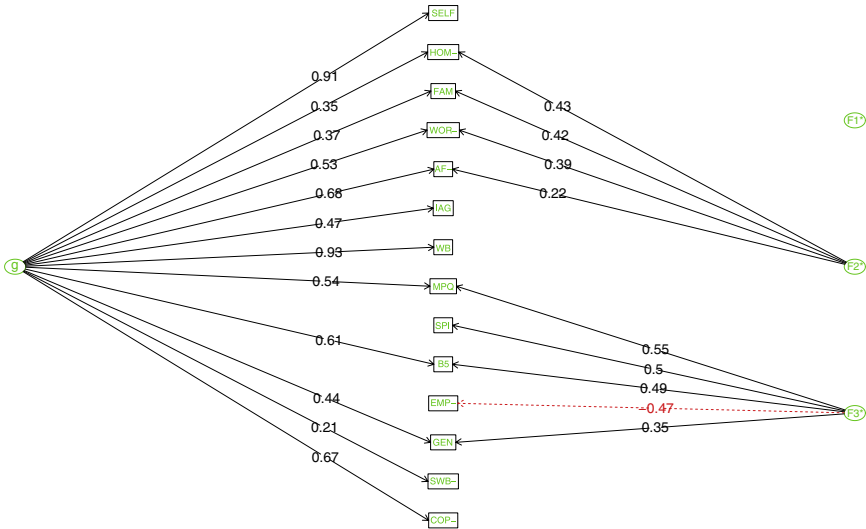 SELF
HOM−
0.91
0.35
0.43
FAM
F1*
0.37
0.42
WOR−
0.53
0.39
AF−
0.68
0.22
IAG
0.47
WB
0.93
g
F2*
0.54
MPQ
SPI
0.61
0.55
B5
0.5
0.49
0.44
EMP−
−0.47
F3*
0.21
0.35
GEN
0.67
SWB−
COP−